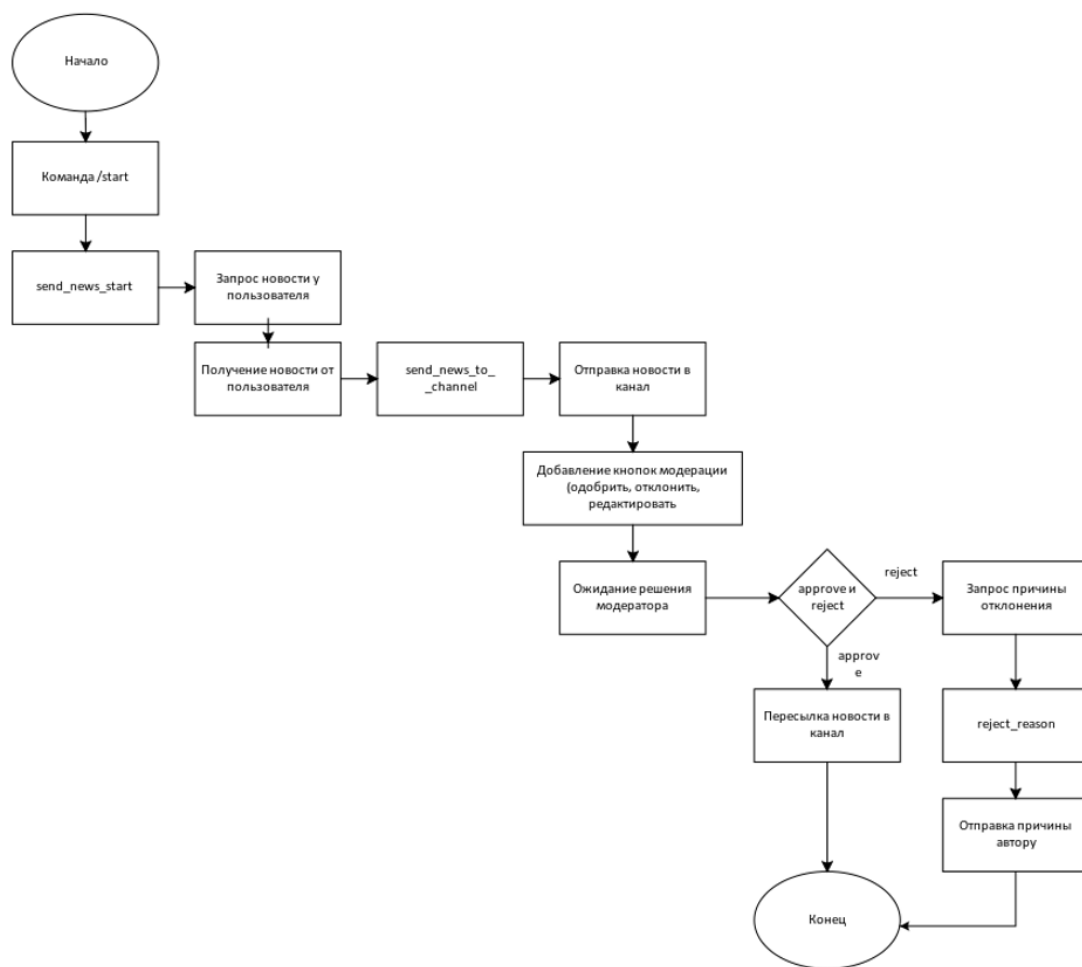 Начало
Команда /start
send_news_start
Запрос новости у
пользователя
Получение новости от
пользователя
send_news_to_
_channel
Отправка новости в
канал
Добавление кнопок модерации
(одобрить, отклонить,
редактировать
Ожидание решения
модератора
approve и
reject
reject
Запрос причины
отклонения
approv
e
Пересылка новости в
канал
reject_reason
Отправка причины
автору
Конец